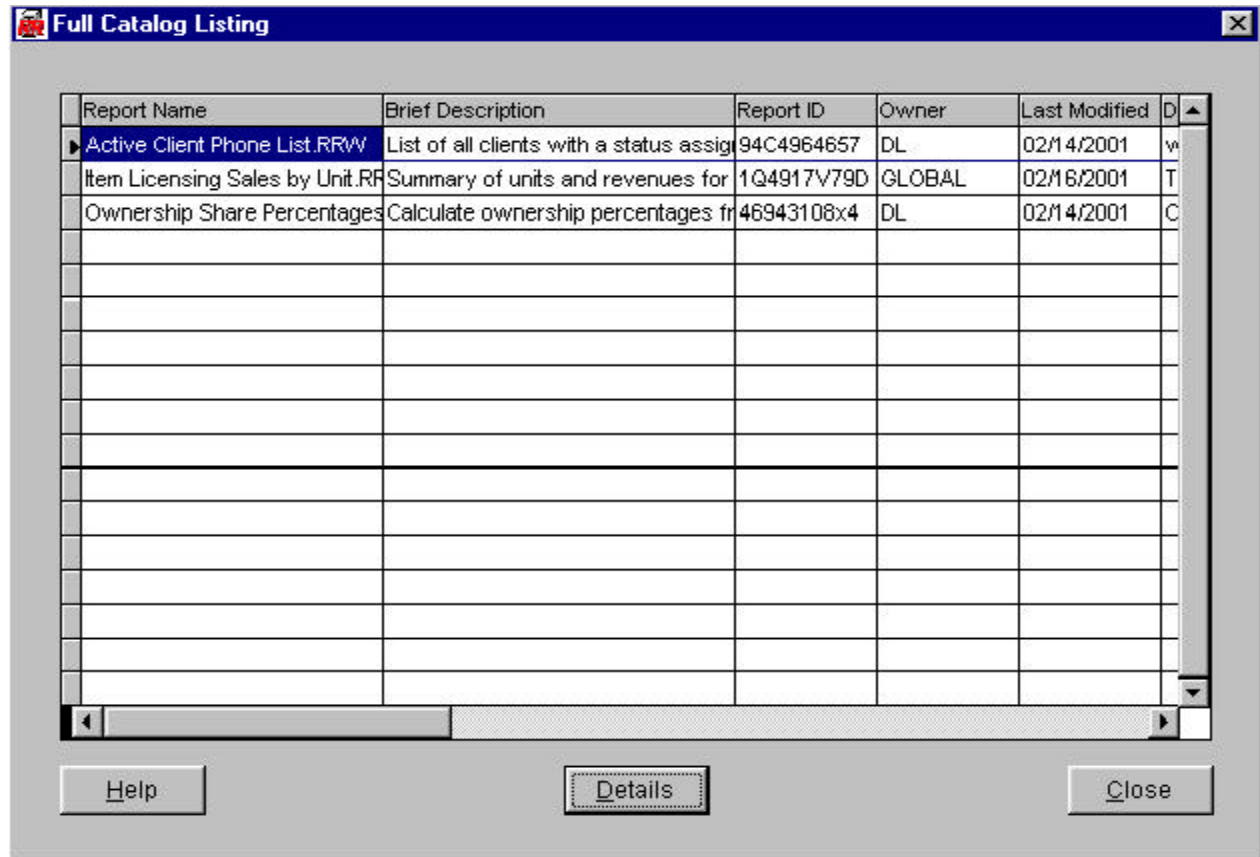 Full Catalog Listing
Report Name Brief Description Report ID Owner Last Modified D
Active Client Phone List.RRW List of all clients with a status assig 94C4964657 DL 02/14/2001 w
Item Licensing Sales by Unit.RR Summary of units and revenues for 1Q4917V79D GLOBAL 02/16/2001 T
Ownership Share Percentages Calculate ownership percentages fr 46943108x4 DL 02/14/2001 C
Help Details Close